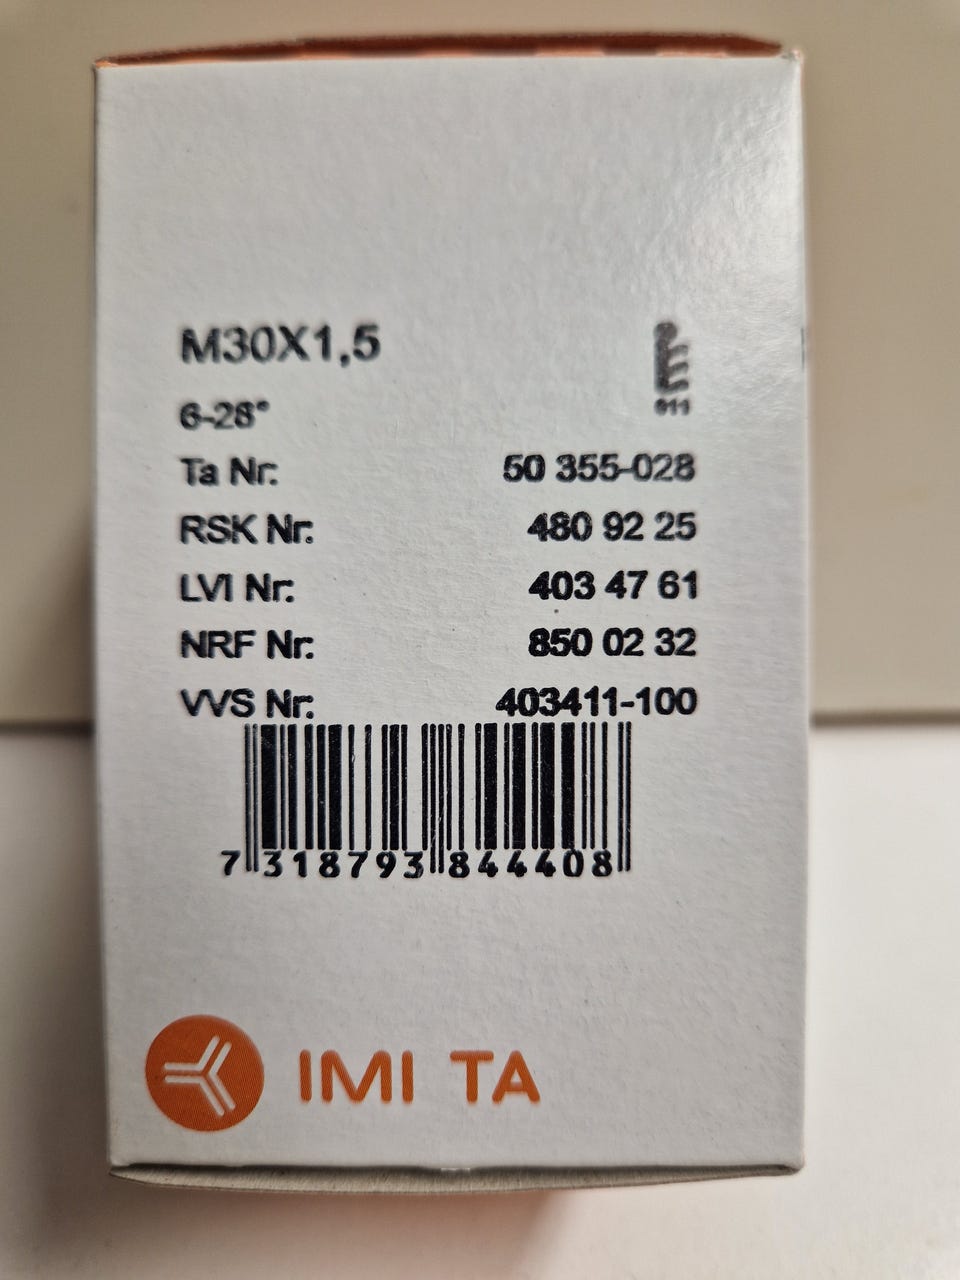 M30X1,5
6-28°
011
Ta Nr. 50 355-028
RSK Nr. 480 92 25
LVI Nr. 403 47 61
NRF Nr. 850 02 32
VVS Nr. 403411-100
7 318793 844408
IMI TA